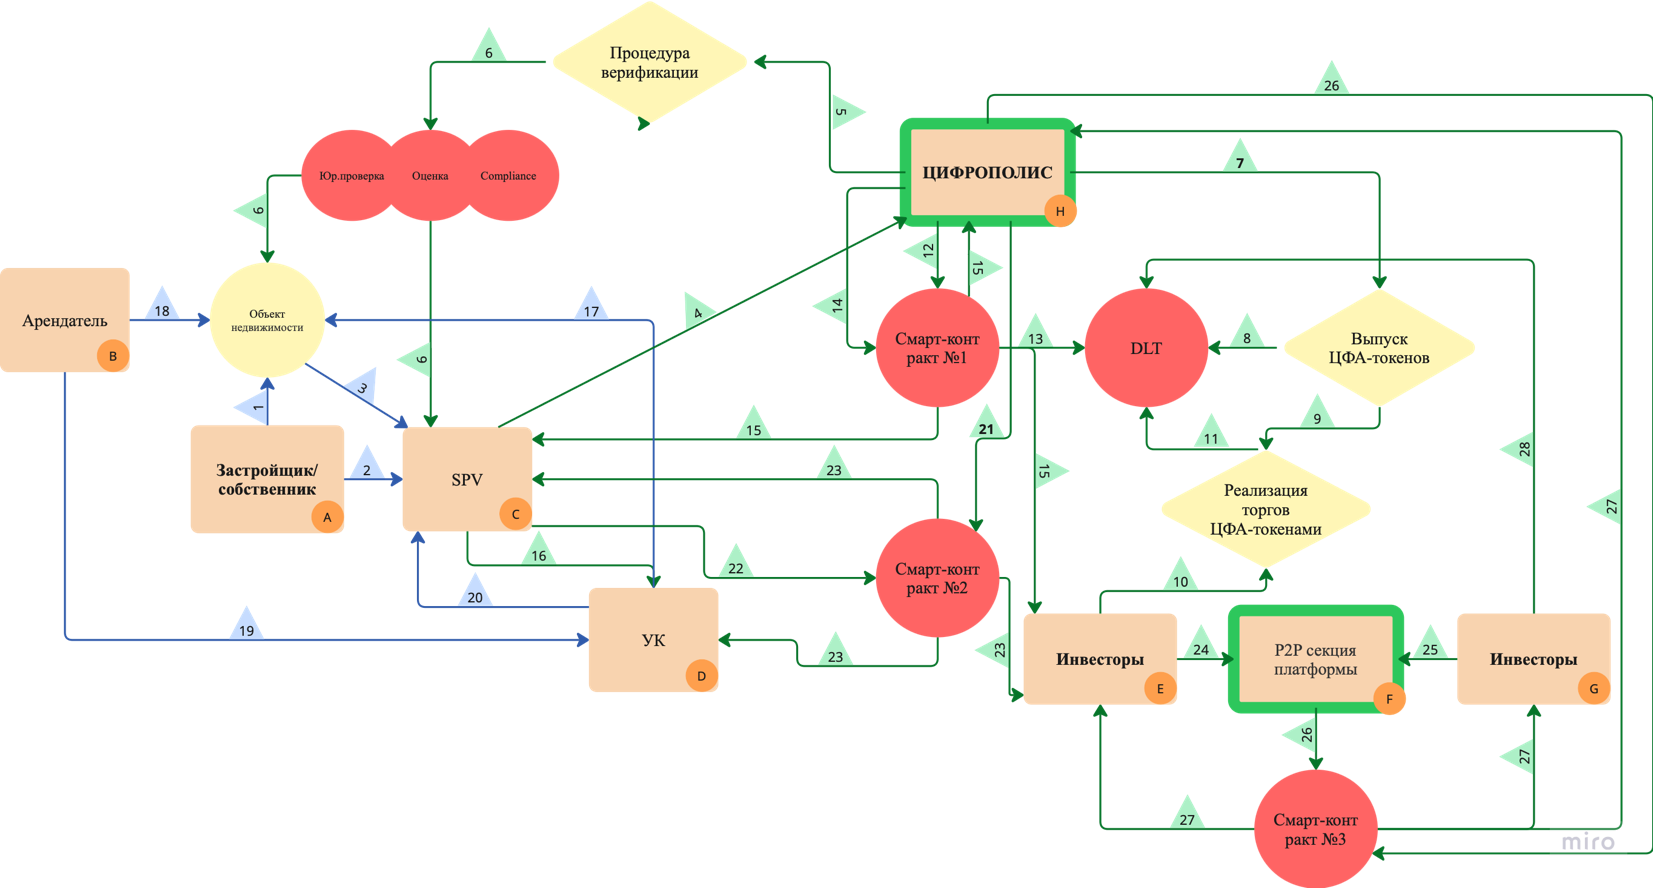 Процедура
верификации
6
5
26
Юр.проверка
Оценка
Compliance
ЦИФРОПОЛИС
H
7
6
12
15
14
4
Арендатель
B
18
Объект
недвижимости
17
Смарт-конт
ракт №1
13
DLT
8
Выпуск
ЦФА-токенов
6
3
1
9
11
15
21
Застройщик/
собственник
A
2
SPV
C
23
15
28
27
Реализация
торгов
ЦФА-токенами
16
22
Смарт-конт
ракт №2
10
20
19
УК
D
23
23
Инвесторы
E
24
P2P секция
платформы
F
25
Инвесторы
G
26
27
27
Смарт-конт
ракт №3
miro